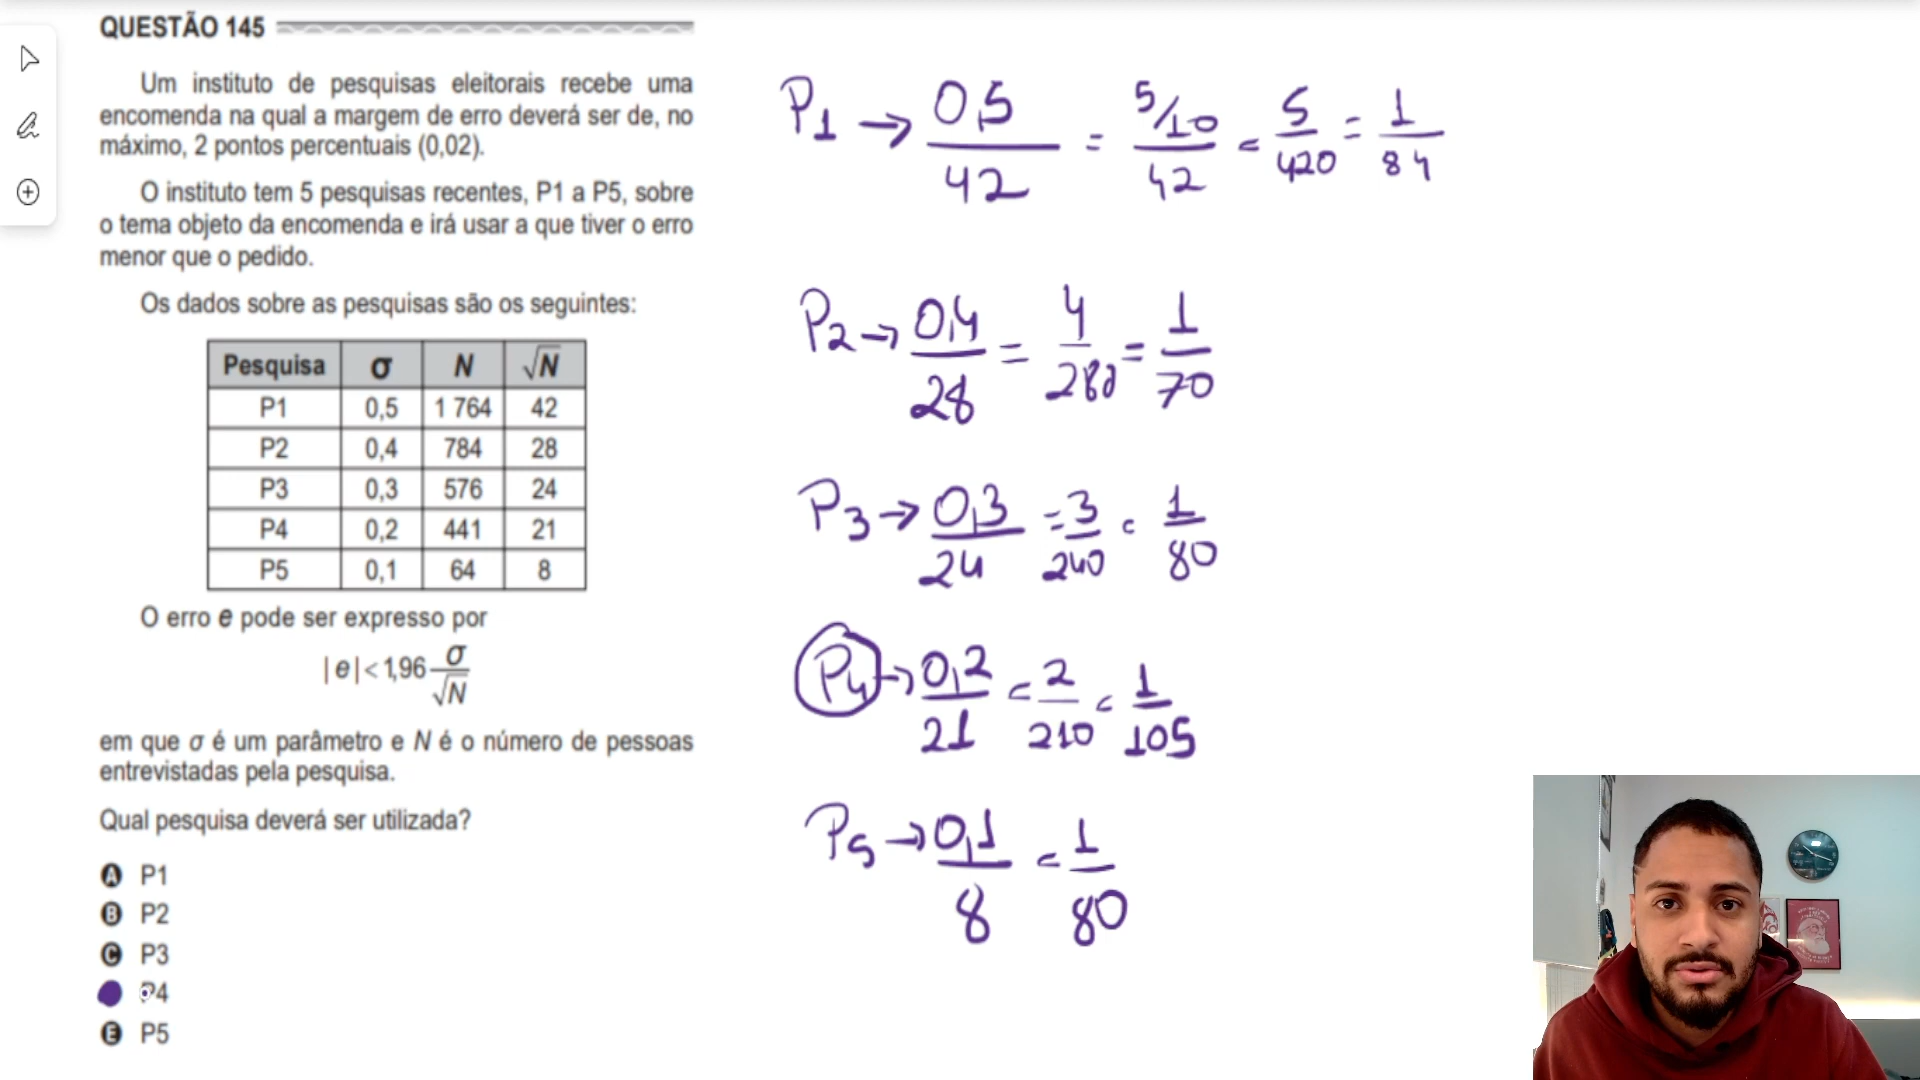 QUESTÃO 145
Um instituto de pesquisas eleitorais recebe uma
encomenda na qual a margem de erro deverá ser de, no
máximo, 2 pontos percentuais (0,02).
O instituto tem 5 pesquisas recentes, P1 a P5, sobre
o tema objeto da encomenda e irá usar a que tiver o erro
menor que o pedido.
Os dados sobre as pesquisas são os seguintes:
Pesquisa σ N √N
P1 0,5 1 764 42
P2 0,4 784 28
P3 0,3 576 24
P4 0,2 441 21
P5 0,1 64 8
O erro e pode ser expresso por
|e| < 1,96 σ/√N
em que σ é um parâmetro e N é o número de pessoas
entrevistadas pela pesquisa.
Qual pesquisa deverá ser utilizada?
A P1
B P2
C P3
P4
E P5
P1 → 0,5/42 = 5/10/42 = 5/420 = 1/84
P2 → 0,4/28 = 4/280 = 1/70
P3 → 0,3/24 = 3/240 = 1/80
P4 → 0,2/21 = 2/210 = 1/105
P5 → 0,1/8 = 1/80